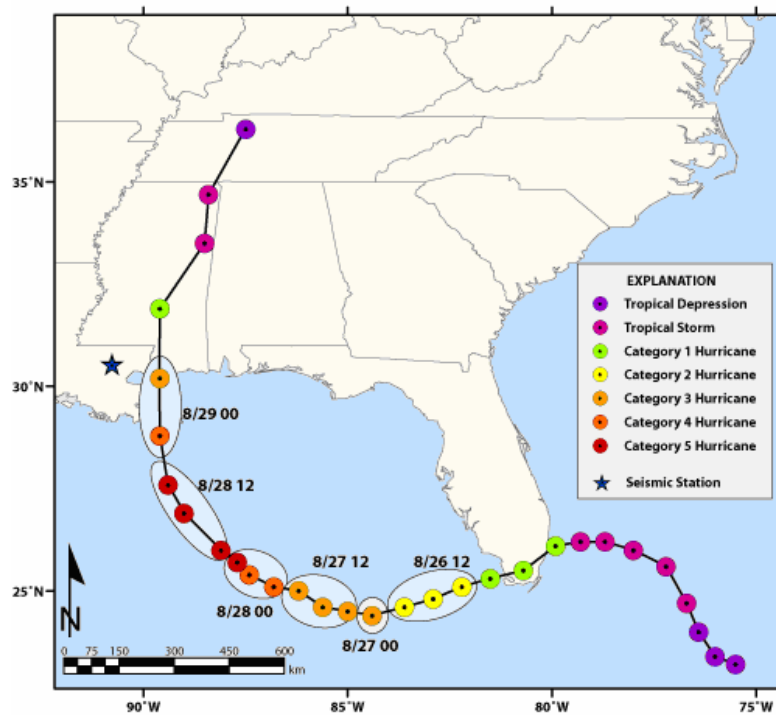 35°N
30°N
25°N
EXPLANATION
Tropical Depression
Tropical Storm
Category 1 Hurricane
Category 2 Hurricane
Category 3 Hurricane
Category 4 Hurricane
Category 5 Hurricane
Seismic Station
8/29 00
8/28 12
8/27 12
8/26 12
8/28 00
8/27 00
N
0 75 150 300 450 600
km
90°W 85°W 80°W 75°W